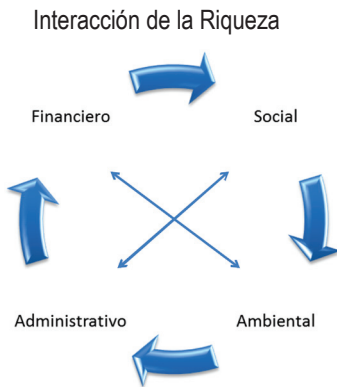 Interacción de la Riqueza
Financiero
Social
Administrativo
Ambiental